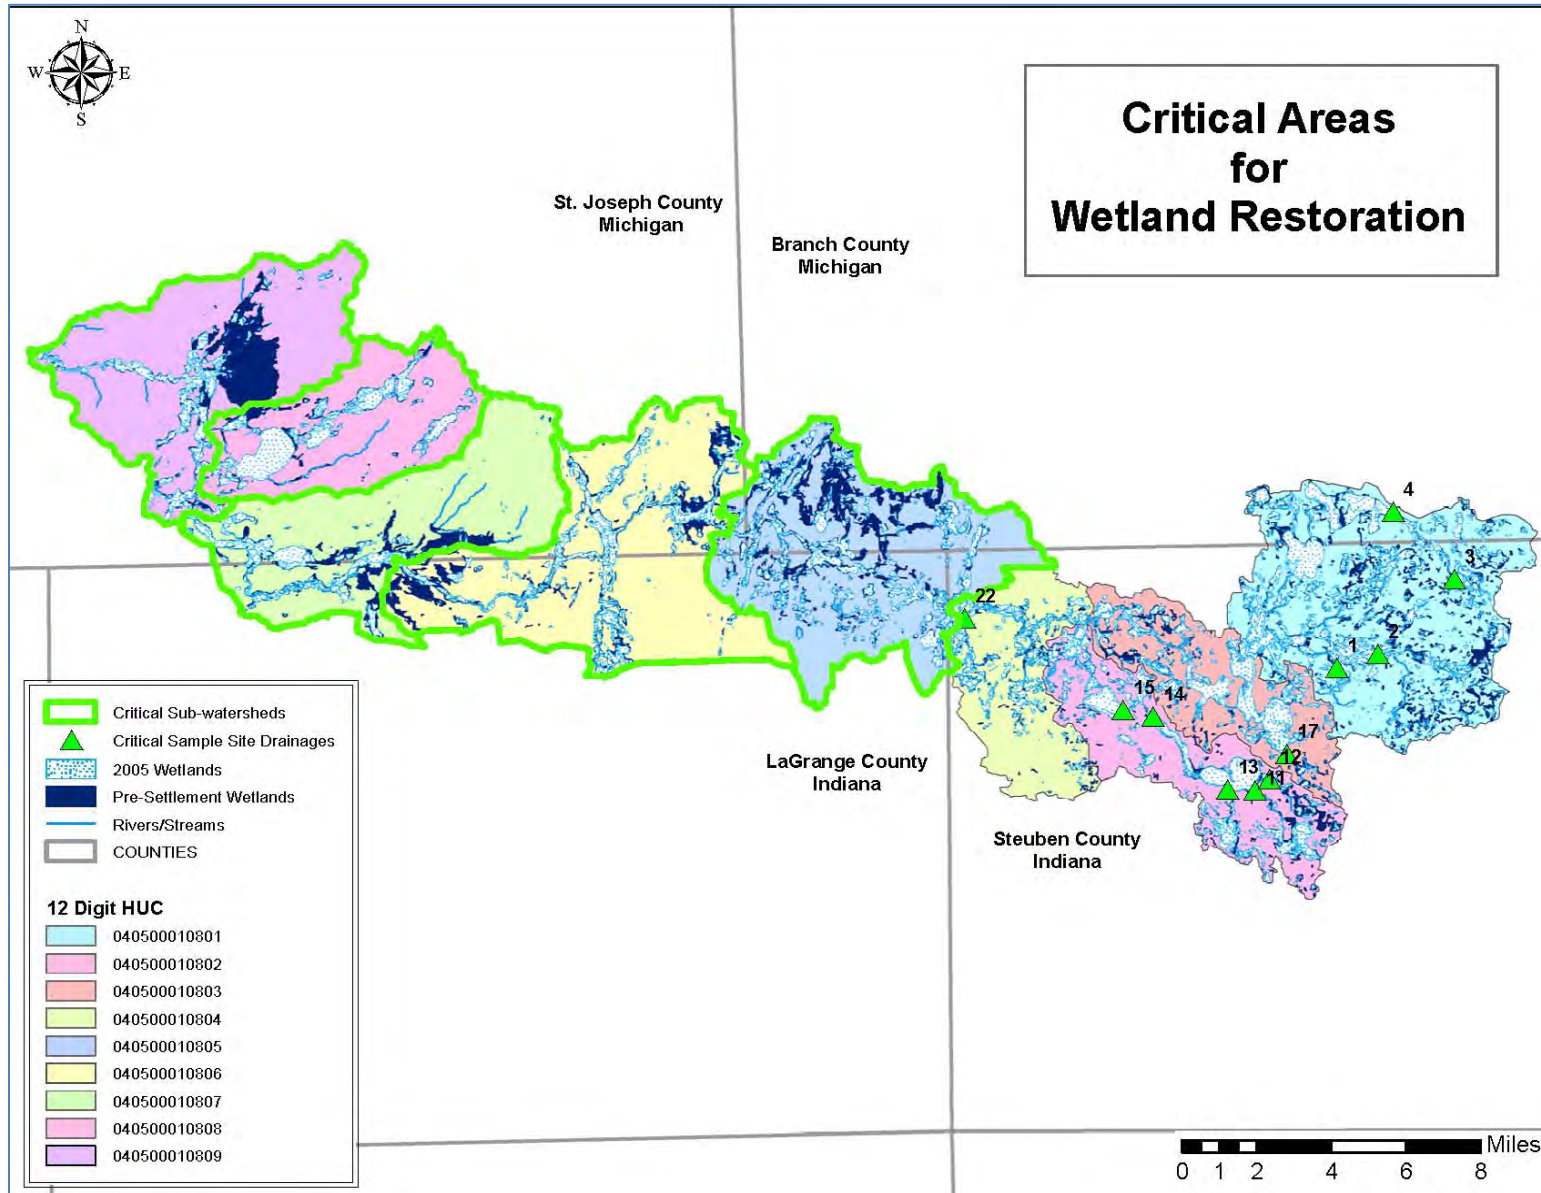 N
W E
S
Critical Areas
for
Wetland Restoration
St. Joseph County
Michigan
Branch County
Michigan
4
3
22
1
2
15
14
17
12
13
11
LaGrange County
Indiana
Steuben County
Indiana
Critical Sub-watersheds
Critical Sample Site Drainages
2005 Wetlands
Pre-Settlement Wetlands
Rivers/Streams
COUNTIES
12 Digit HUC
040500010801
040500010802
040500010803
040500010804
040500010805
040500010806
040500010807
040500010808
040500010809
Miles
0 1 2 4 6 8